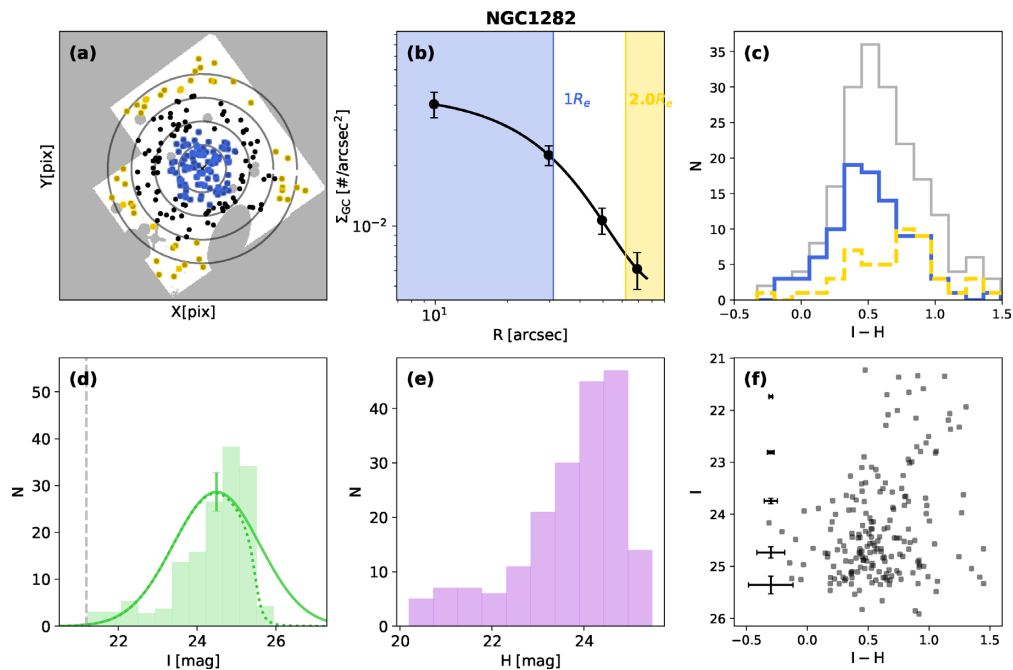 NGC1282
(a)
Y[pix]
X[pix]
(b)
1Rₑ
2.0Rₑ
Σ_GC [#/arcsec²]
10⁻²
10¹
R [arcsec]
(c)
N
35
30
25
20
15
10
5
0
−0.5 0.0 0.5 1.0 1.5
I − H
(d)
N
50
40
30
20
10
0
22 24 26
I [mag]
(e)
N
40
30
20
10
0
20 22 24
H [mag]
(f)
I
21
22
23
24
25
26
−0.5 0.0 0.5 1.0 1.5
I − H